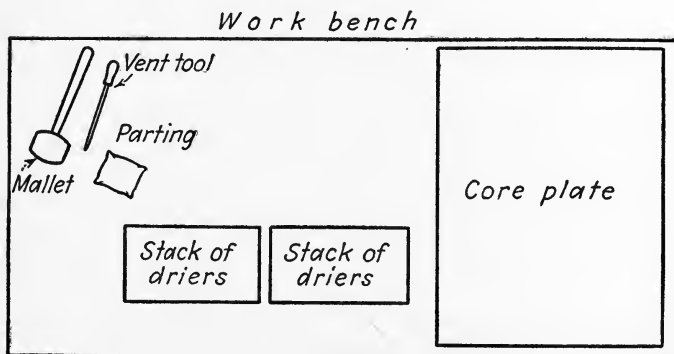 Work bench
Vent tool
Parting
Mallet
Core plate
Stack of
driers
Stack of
driers